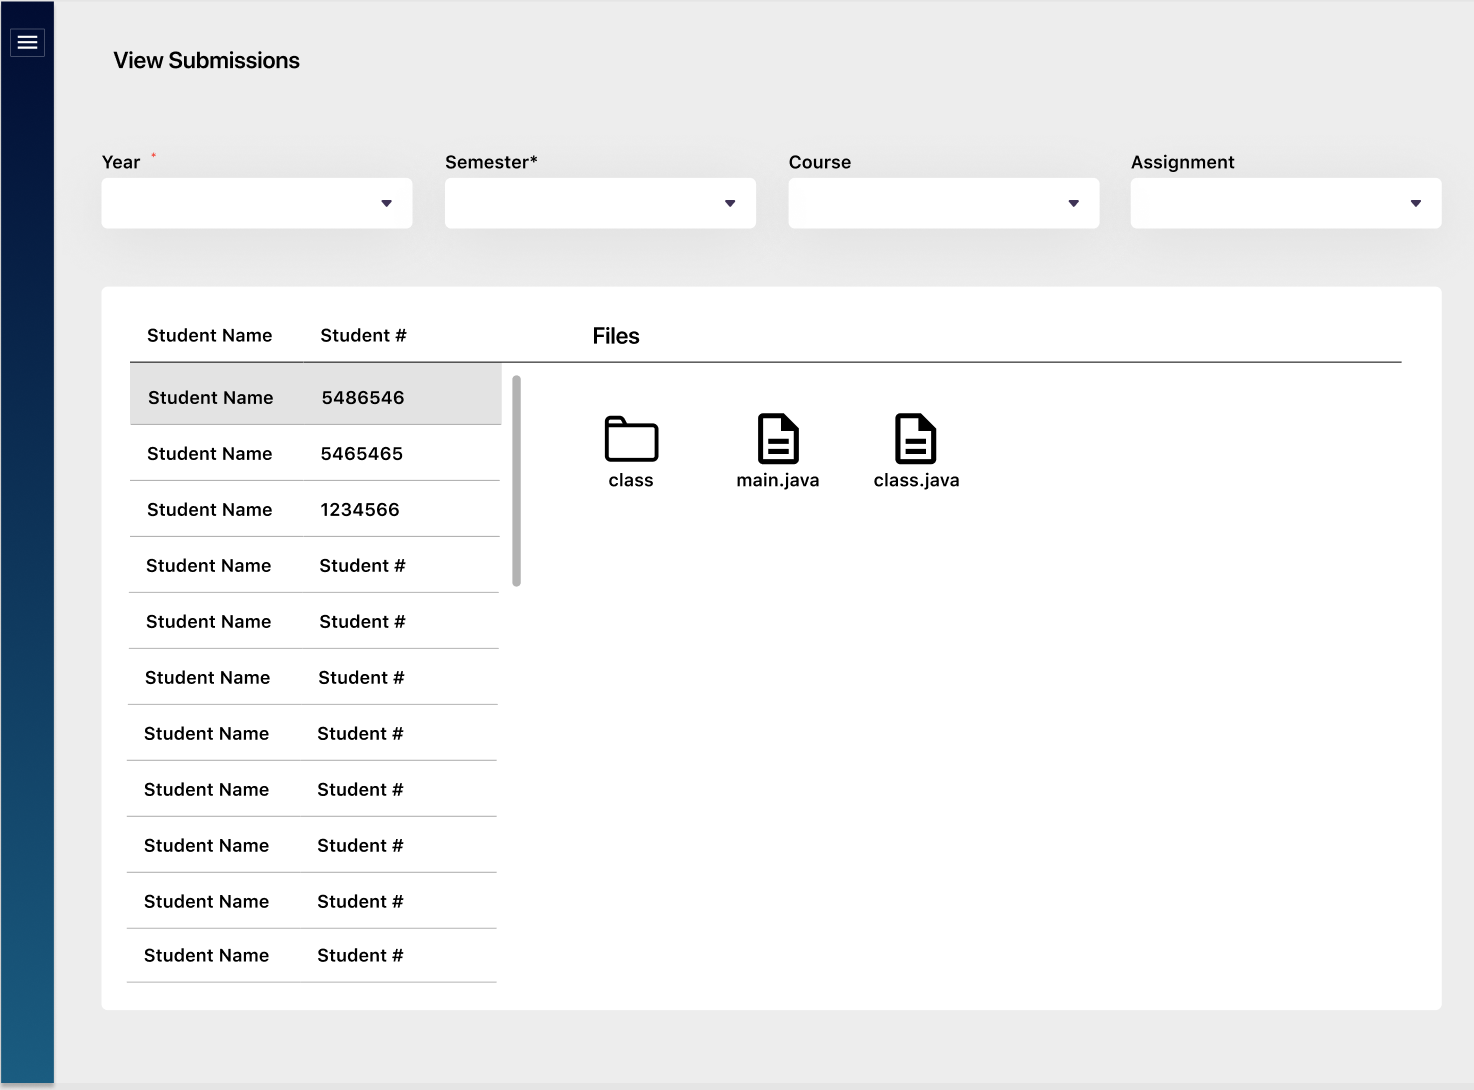 View Submissions
Year * Semester* Course Assignment
Student Name Student # Files
Student Name 5486546
Student Name 5465465
class main.java class.java
Student Name 1234566
Student Name Student #
Student Name Student #
Student Name Student #
Student Name Student #
Student Name Student #
Student Name Student #
Student Name Student #
Student Name Student #